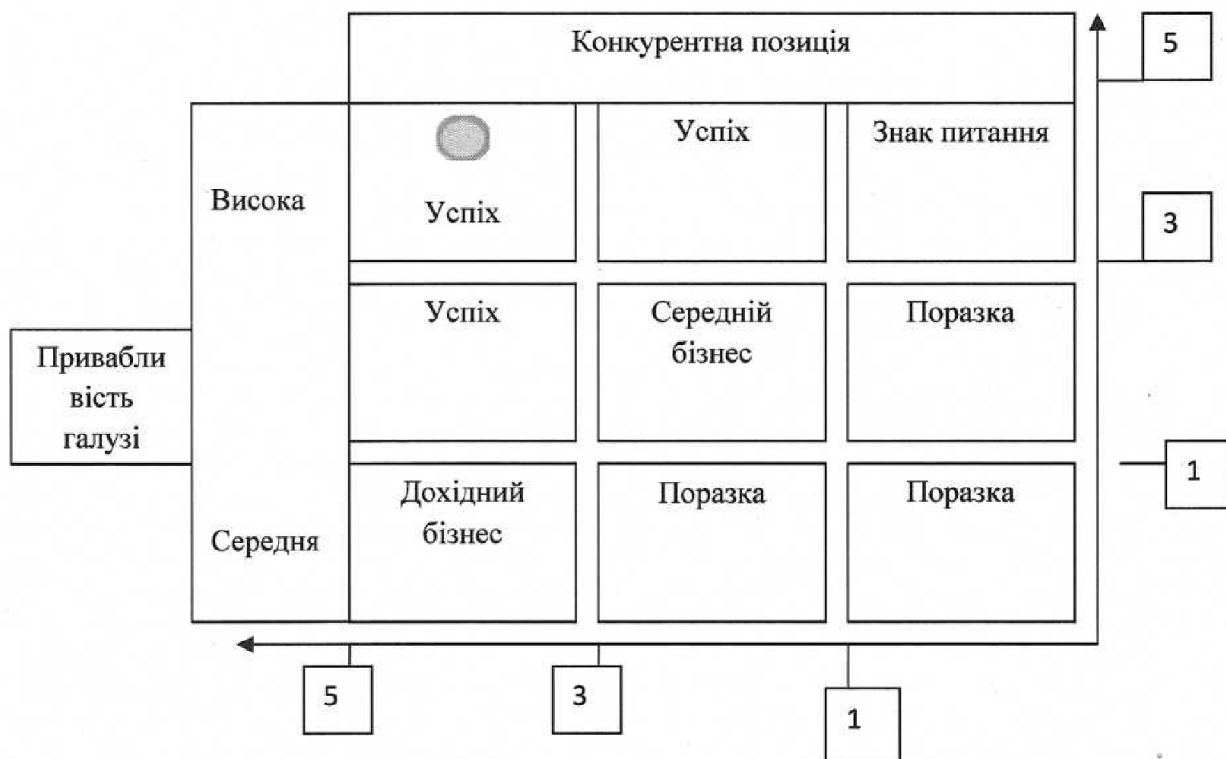 Конкурентна позиція
5
Успіх
Знак питання
Висока
Успіх
3
Успіх
Середній
бізнес
Поразка
Привабли
вість
галузі
1
Дохідний
бізнес
Поразка
Поразка
Середня
5
3
1